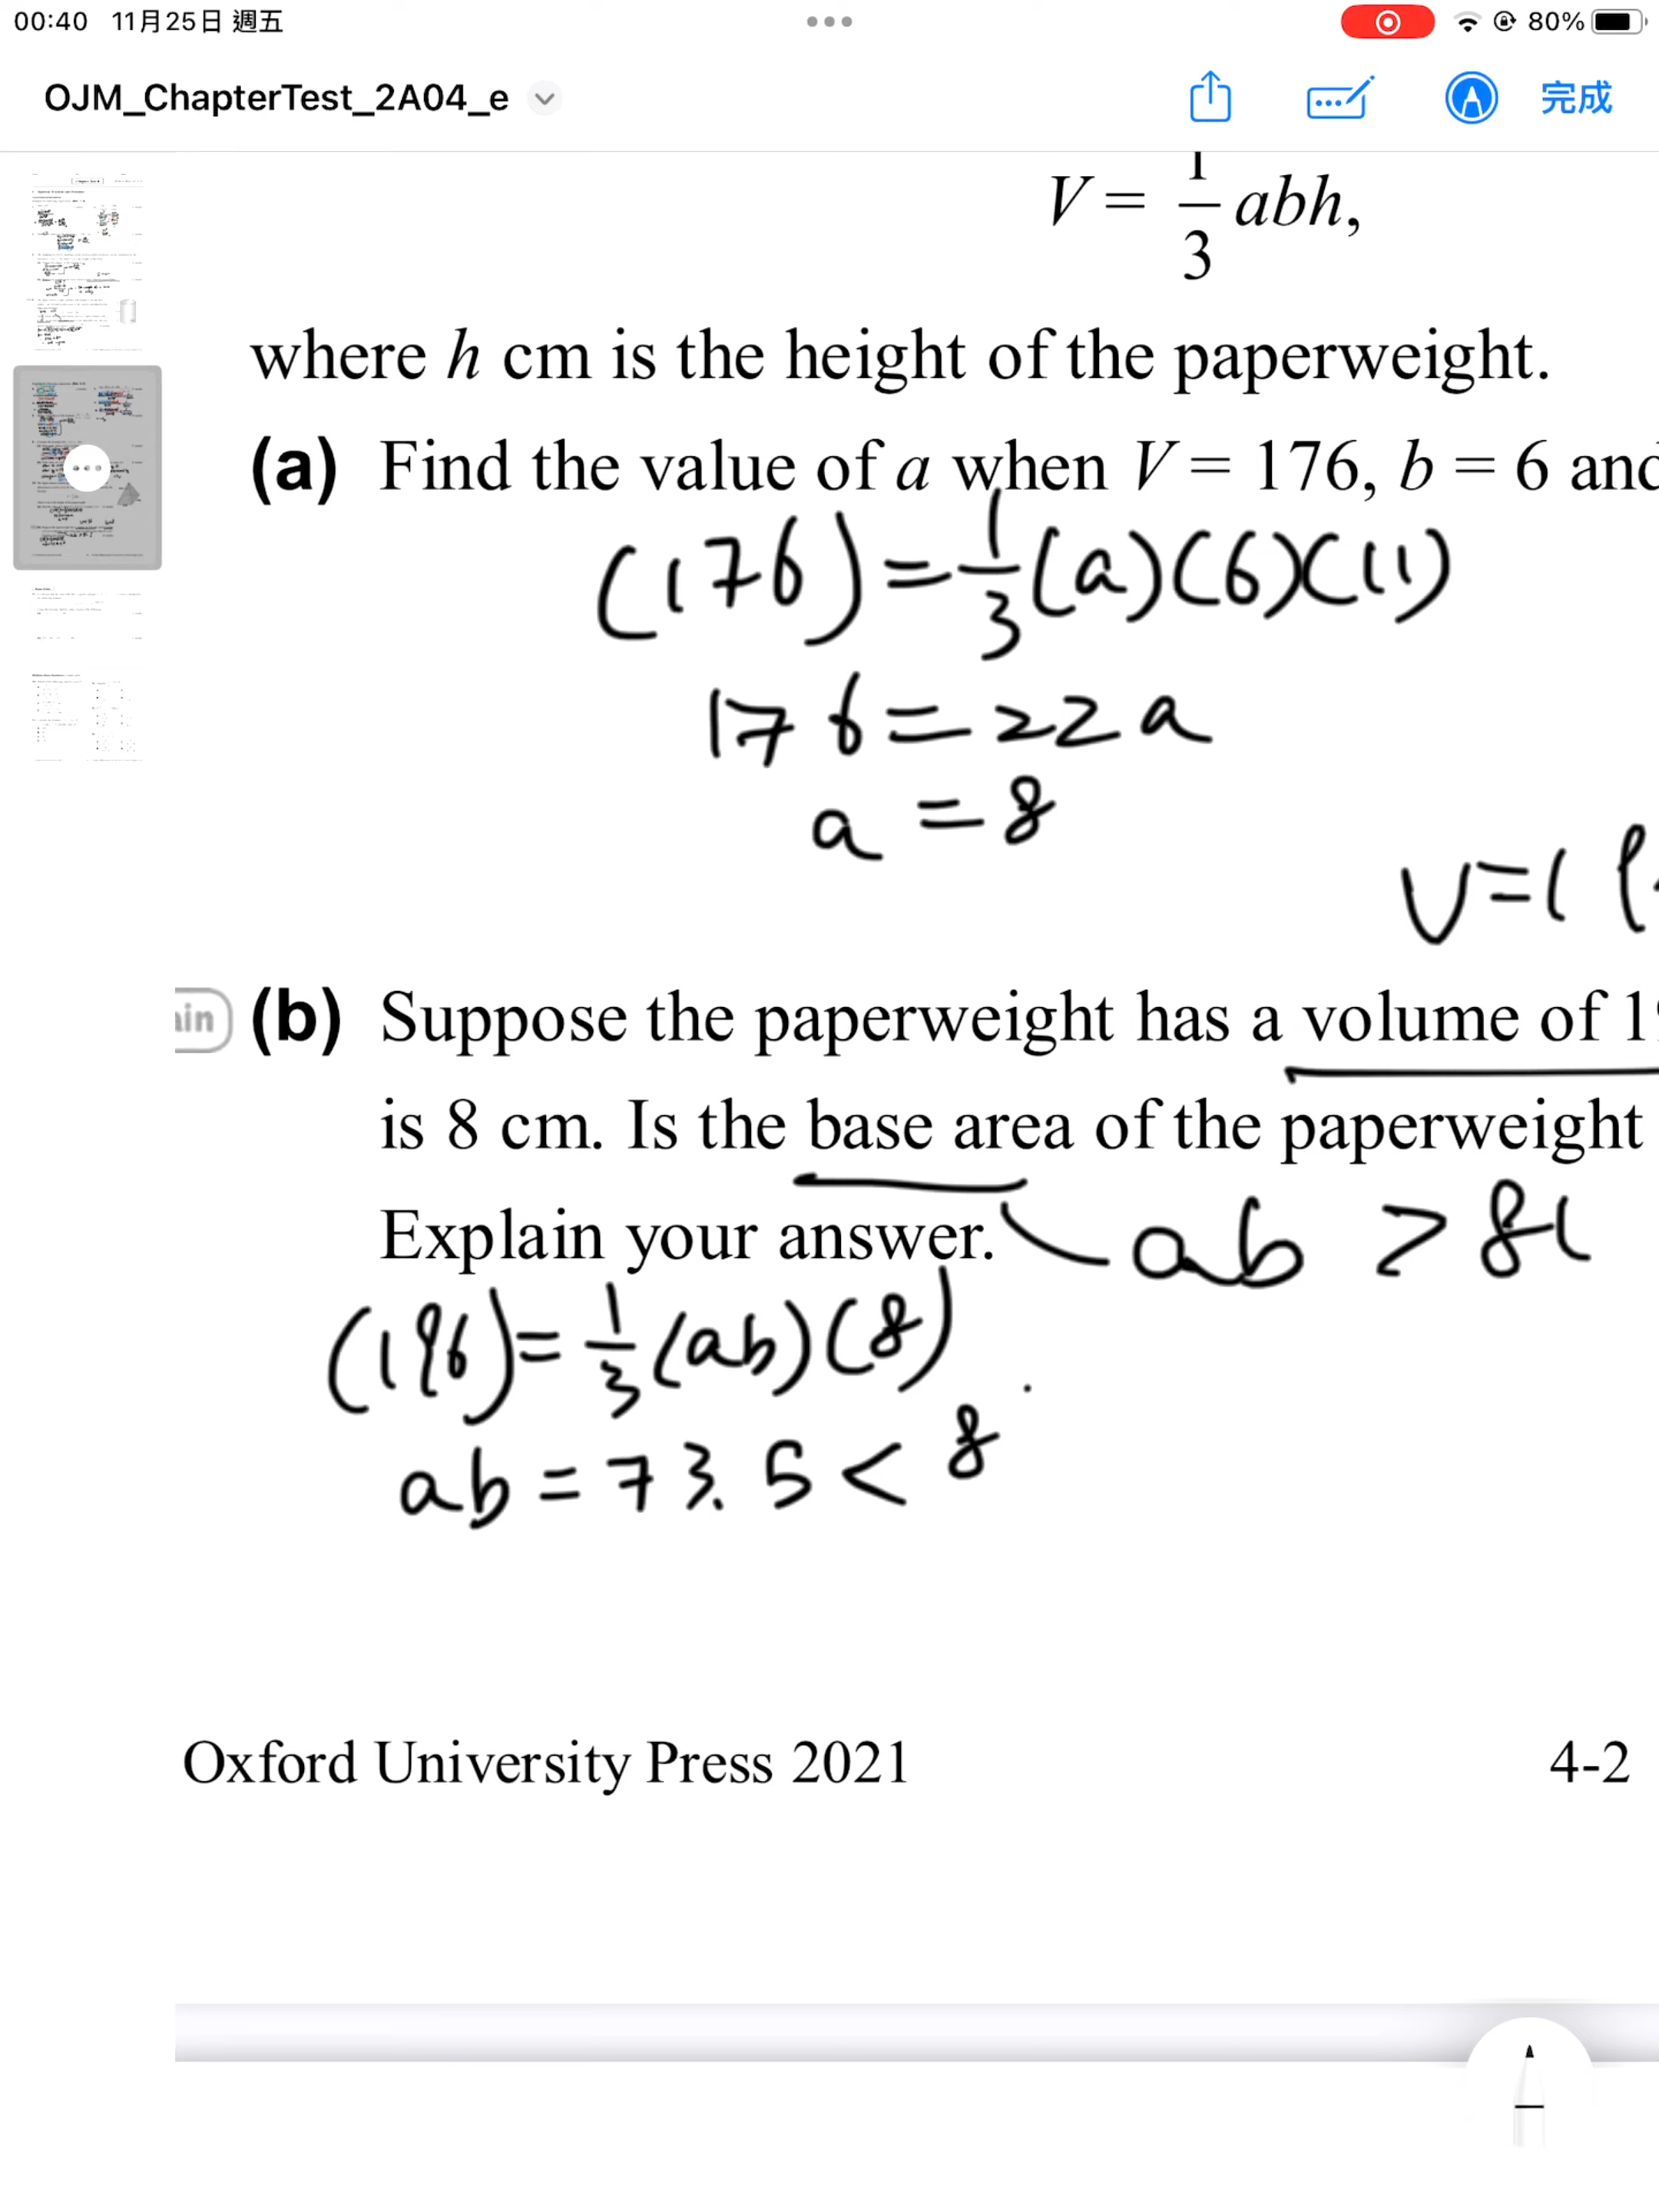 00:40 11月25日 週五
80%
OJM_ChapterTest_2A04_e
完成
V = 1/3 abh,
where h cm is the height of the paperweight.
(a) Find the value of a when V = 176, b = 6 and
(176) = 1/3 (a)(6)(11)
176 = 22a
a = 8
V = 1
ain (b) Suppose the paperweight has a volume of 1
is 8 cm. Is the base area of the paperweight
Explain your answer.
ab > 8
(196) = 1/3 (ab)(8)
ab = 73.5 < 8
Oxford University Press 2021
4-2